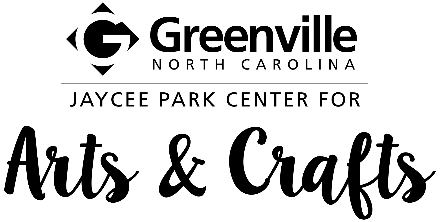 Greenville
NORTH CAROLINA
JAYCEE PARK CENTER FOR
Arts & Crafts